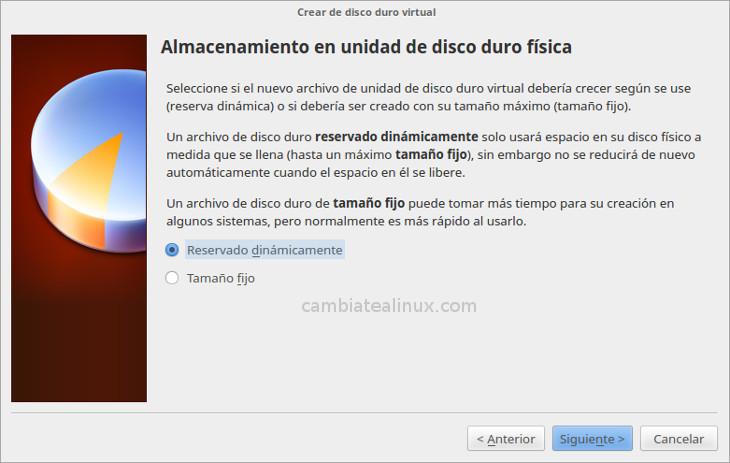 Crear de disco duro virtual
Almacenamiento en unidad de disco duro física
Seleccione si el nuevo archivo de unidad de disco duro virtual debería crecer según se use
(reserva dinámica) o si debería ser creado con su tamaño máximo (tamaño fijo).
Un archivo de disco duro reservado dinámicamente solo usará espacio en su disco físico a
medida que se llena (hasta un máximo tamaño fijo), sin embargo no se reducirá de nuevo
automáticamente cuando el espacio en él se libere.
Un archivo de disco duro de tamaño fijo puede tomar más tiempo para su creación en
algunos sistemas, pero normalmente es más rápido al usarlo.
Reservado dinámicamente
Tamaño fijo
cambiatealinux.com
< Anterior Siguiente > Cancelar